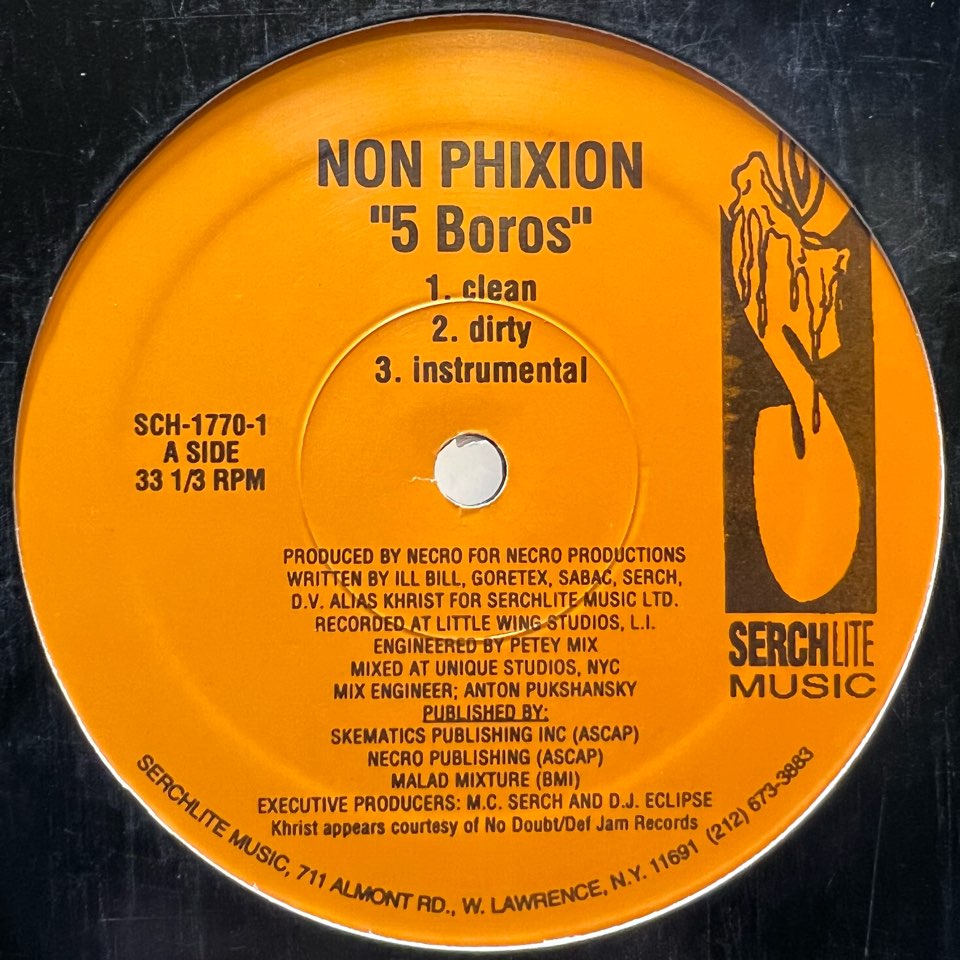 NON PHIXION
"5 Boros"
1. clean
2. dirty
3. instrumental
SCH-1770-1
A SIDE
33 1/3 RPM
PRODUCED BY NECRO FOR NECRO PRODUCTIONS
WRITTEN BY ILL BILL, GORETEX, SABAC, SERCH,
D.V. ALIAS KHRIST FOR SERCHLITE MUSIC LTD.
RECORDED AT LITTLE WING STUDIOS, L.I.
ENGINEERED BY PETEY MIX
MIXED AT UNIQUE STUDIOS, NYC
MIX ENGINEER; ANTON PUKSHANSKY
PUBLISHED BY:
SKEMATICS PUBLISHING INC (ASCAP)
NECRO PUBLISHING (ASCAP)
MALAD MIXTURE (BMI)
EXECUTIVE PRODUCERS: M.C. SERCH AND D.J. ECLIPSE
Khrist appears courtesy of No Doubt/Def Jam Records
SERCHLITE
MUSIC
SERCHLITE MUSIC, 711 ALMONT RD., W. LAWRENCE, N.Y. 11691 (212) 673-3883